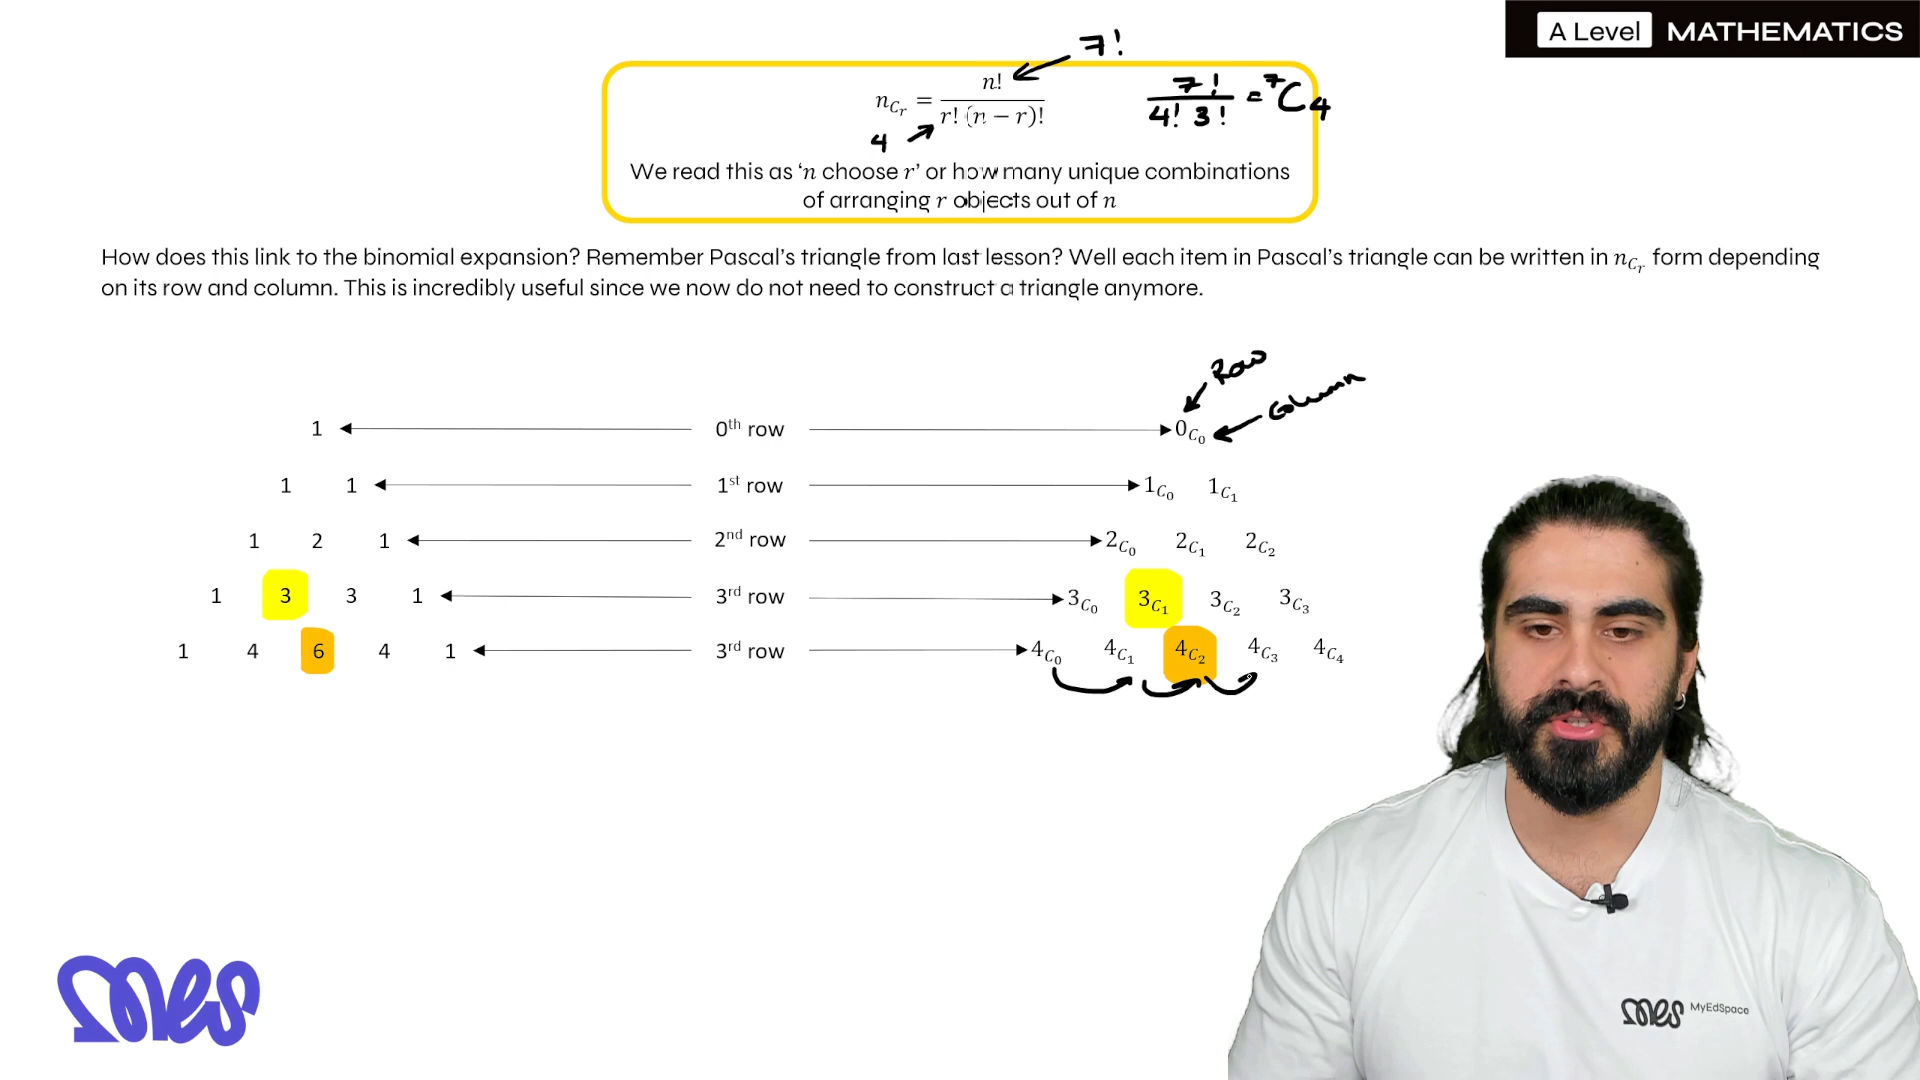 A Level MATHEMATICS
7!
nCr = n! / r! (n − r)!
7! / 4! 3! = ⁷C₄
4
We read this as ‘n choose r’ or how many unique combinations
of arranging r objects out of n
How does this link to the binomial expansion? Remember Pascal’s triangle from last lesson? Well each item in Pascal’s triangle can be written in nCr form depending
on its row and column. This is incredibly useful since we now do not need to construct a triangle anymore.
Row
Column
1 0th row 0C0
1 1 1st row 1C0 1C1
1 2 1 2nd row 2C0 2C1 2C2
1 3 3 1 3rd row 3C0 3C1 3C2 3C3
1 4 6 4 1 3rd row 4C0 4C1 4C2 4C3 4C4
mes
mes MyEdSpace